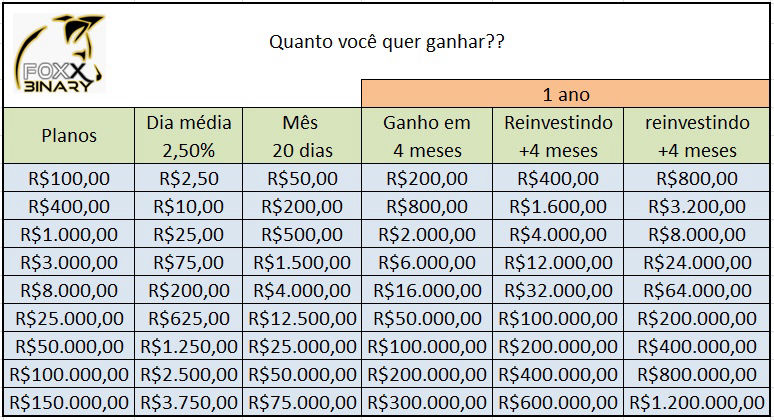 FOXX
BINARY
Quanto você quer ganhar??
1 ano
Planos Dia média 2,50% Mês 20 dias Ganho em 4 meses Reinvestindo +4 meses reinvestindo +4 meses
R$100,00 R$2,50 R$50,00 R$200,00 R$400,00 R$800,00
R$400,00 R$10,00 R$200,00 R$800,00 R$1.600,00 R$3.200,00
R$1.000,00 R$25,00 R$500,00 R$2.000,00 R$4.000,00 R$8.000,00
R$3.000,00 R$75,00 R$1.500,00 R$6.000,00 R$12.000,00 R$24.000,00
R$8.000,00 R$200,00 R$4.000,00 R$16.000,00 R$32.000,00 R$64.000,00
R$25.000,00 R$625,00 R$12.500,00 R$50.000,00 R$100.000,00 R$200.000,00
R$50.000,00 R$1.250,00 R$25.000,00 R$100.000,00 R$200.000,00 R$400.000,00
R$100.000,00 R$2.500,00 R$50.000,00 R$200.000,00 R$400.000,00 R$800.000,00
R$150.000,00 R$3.750,00 R$75.000,00 R$300.000,00 R$600.000,00 R$1.200.000,00